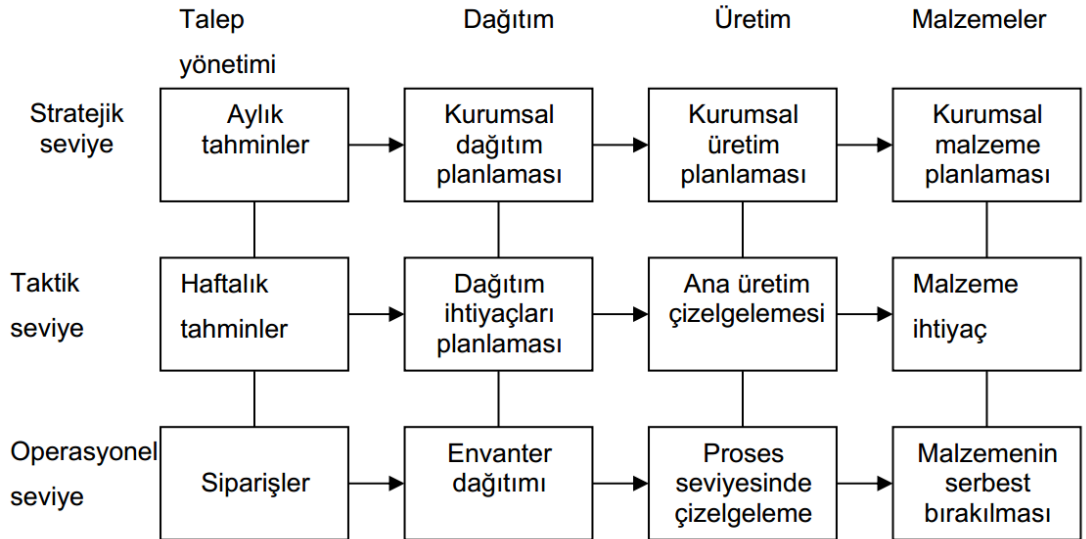 Talep
yönetimi
Dağıtım
Üretim
Malzemeler
Stratejik
seviye
Aylık
tahminler
Kurumsal
dağıtım
planlaması
Kurumsal
üretim
planlaması
Kurumsal
malzeme
planlaması
Taktik
seviye
Haftalık
tahminler
Dağıtım
ihtiyaçları
planlaması
Ana üretim
çizelgelemesi
Malzeme
ihtiyaç
Operasyonel
seviye
Siparişler
Envanter
dağıtımı
Proses
seviyesinde
çizelgeleme
Malzemenin
serbest
bırakılması